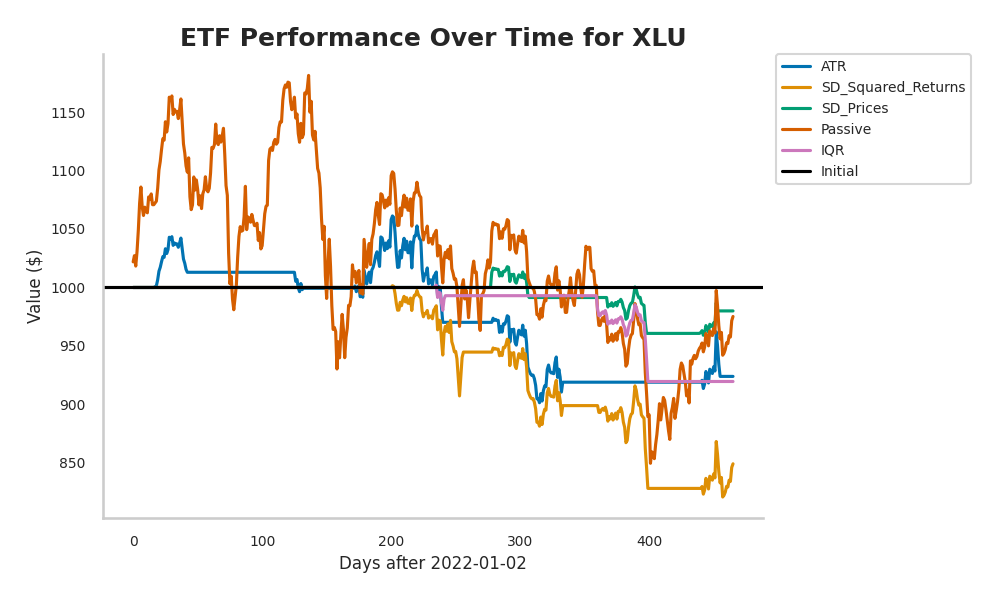 ETF Performance Over Time for XLU
ATR
SD_Squared_Returns
SD_Prices
Passive
IQR
Initial
Value ($)
1150
1100
1050
1000
950
900
850
0 100 200 300 400
Days after 2022-01-02